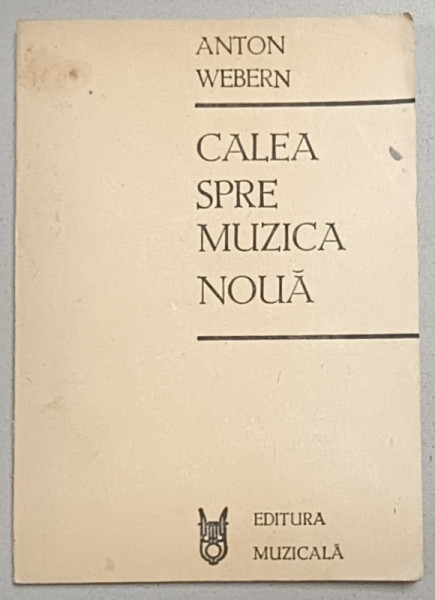 ANTON
WEBERN
CALEA
SPRE
MUZICA
NOUĂ
EDITURA
MUZICALĂ